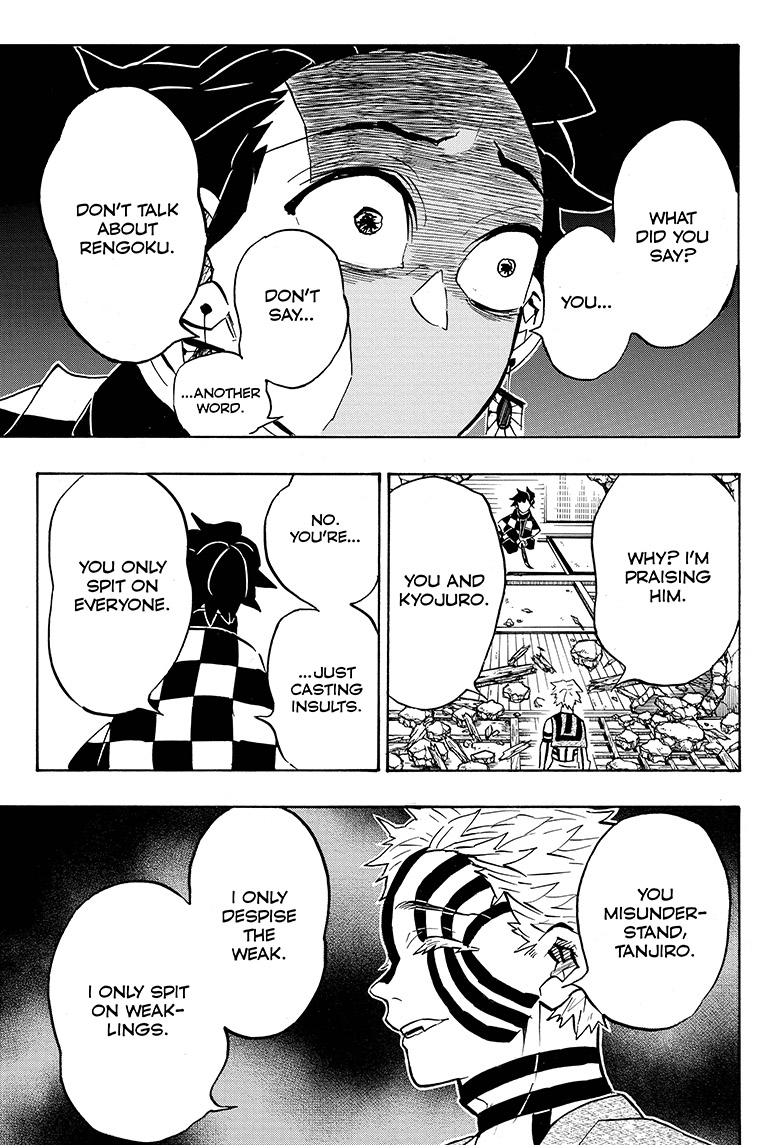 WHAT
DID YOU
SAY?
YOU...
DON'T
SAY...
...ANOTHER
WORD.
DON'T TALK
ABOUT
RENGOKU.
WHY? I'M
PRAISING
HIM.
YOU AND
KYOJURO.
NO.
YOU'RE...
...JUST
CASTING
INSULTS.
YOU ONLY
SPIT ON
EVERYONE.
YOU
MISUNDER-
STAND,
TANJIRO.
I ONLY
DESPISE
THE
WEAK.
I ONLY SPIT
ON WEAK-
LINGS.